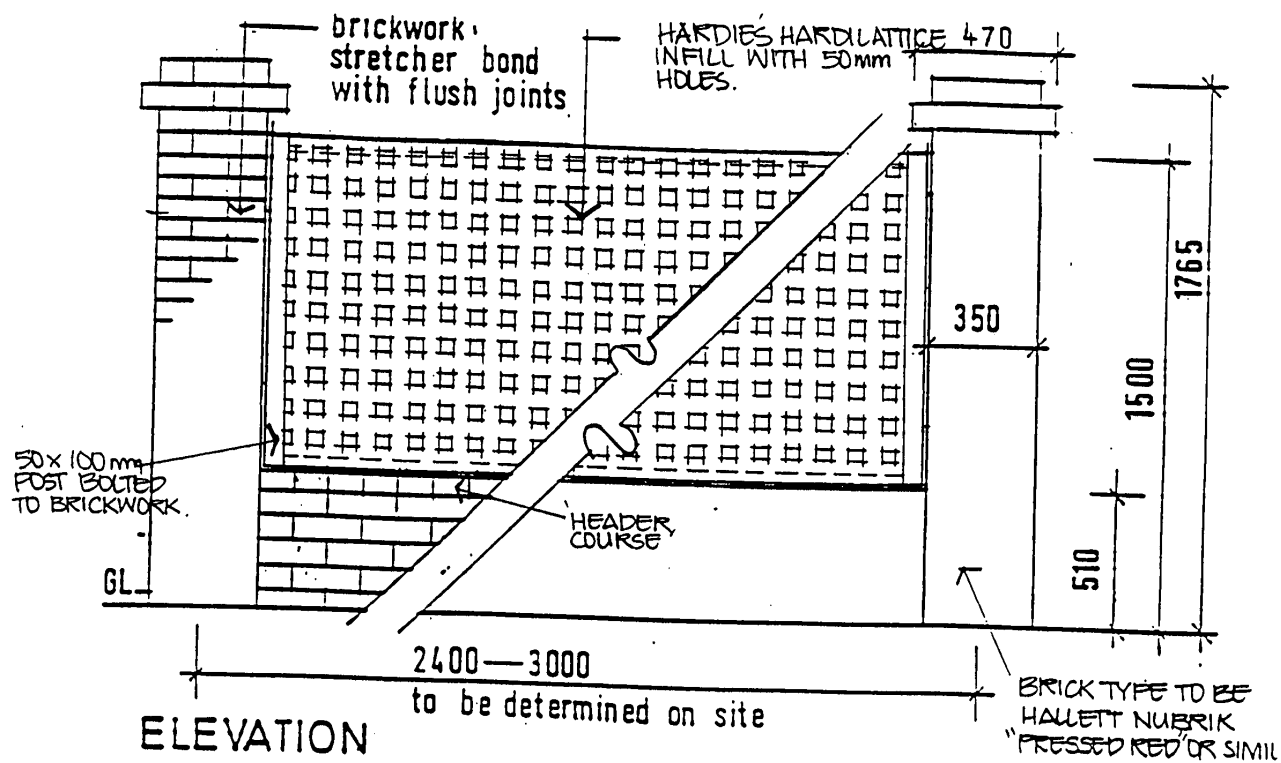 brickwork
stretcher bond
with flush joints
HARDIE'S HARDILATTICE
INFILL WITH 50mm
HOLES.
470
1765
350
1500
50 x 100 mm
POST BOLTED
TO BRICKWORK.
HEADER
COURSE
510
GL
2400—3000
to be determined on site
BRICK TYPE TO BE
HALLETT NUBRIK
"PRESSED RED" OR SIMIL
ELEVATION